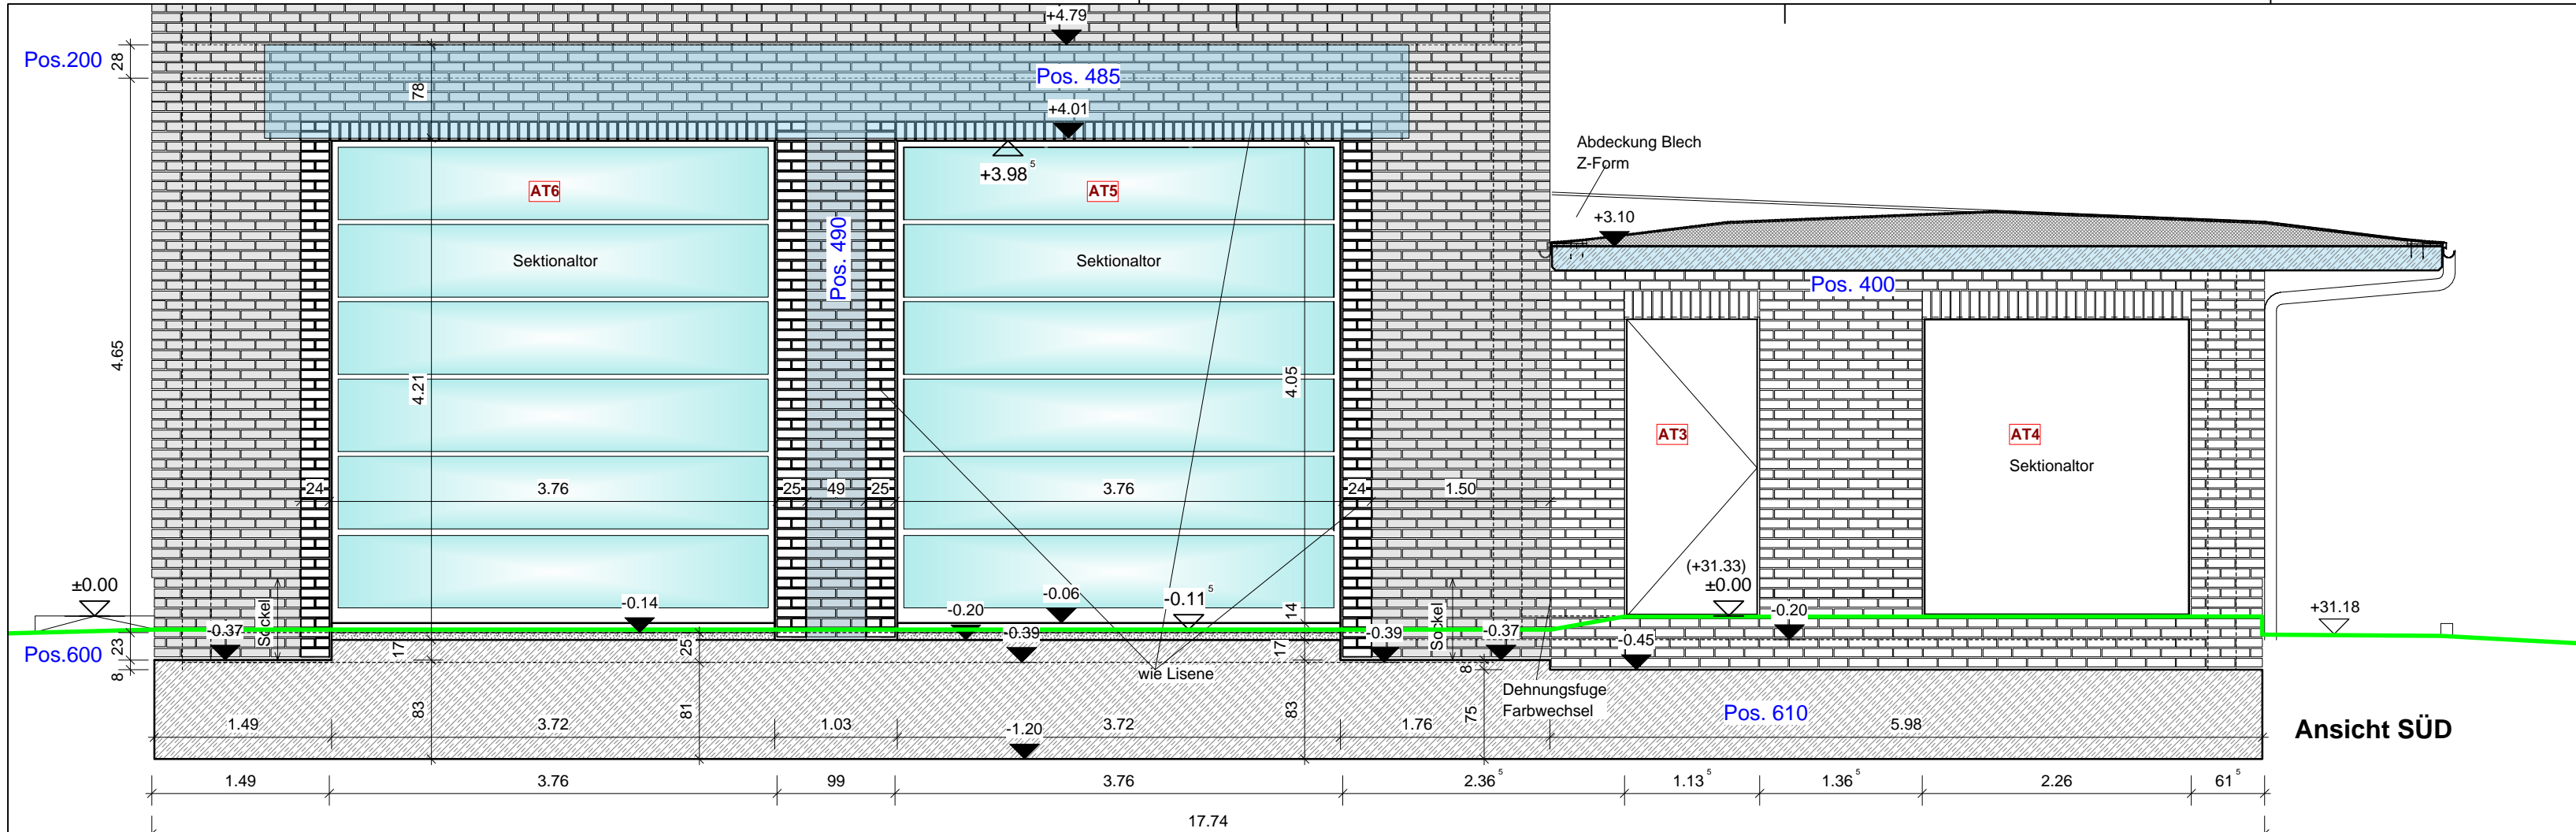 +4.79
Pos.200
28
78
Pos. 485
+4.01
Abdeckung Blech
Z-Form
+3.98⁵
AT6
AT5
+3.10
Pos. 490
Sektionaltor
Sektionaltor
Pos. 400
4.65
4.21
4.05
AT3
AT4
Sektionaltor
24
3.76
25
49
25
3.76
24
1.50
(+31.33)
±0.00
±0.00
-0.14
-0.20
-0.06
-0.11⁵
14
-0.20
+31.18
Sockel
Sockel
-0.37
-0.39
-0.39
-0.37
-0.45
23
Pos.600
17
25
17
8
8
wie Lisene
Dehnungsfuge
Farbwechsel
83
81
83
75
Pos. 610
1.49
3.72
1.03
3.72
1.76
5.98
-1.20
Ansicht SÜD
1.49
3.76
99
3.76
2.36⁵
1.13⁵
1.36⁵
2.26
61⁵
17.74